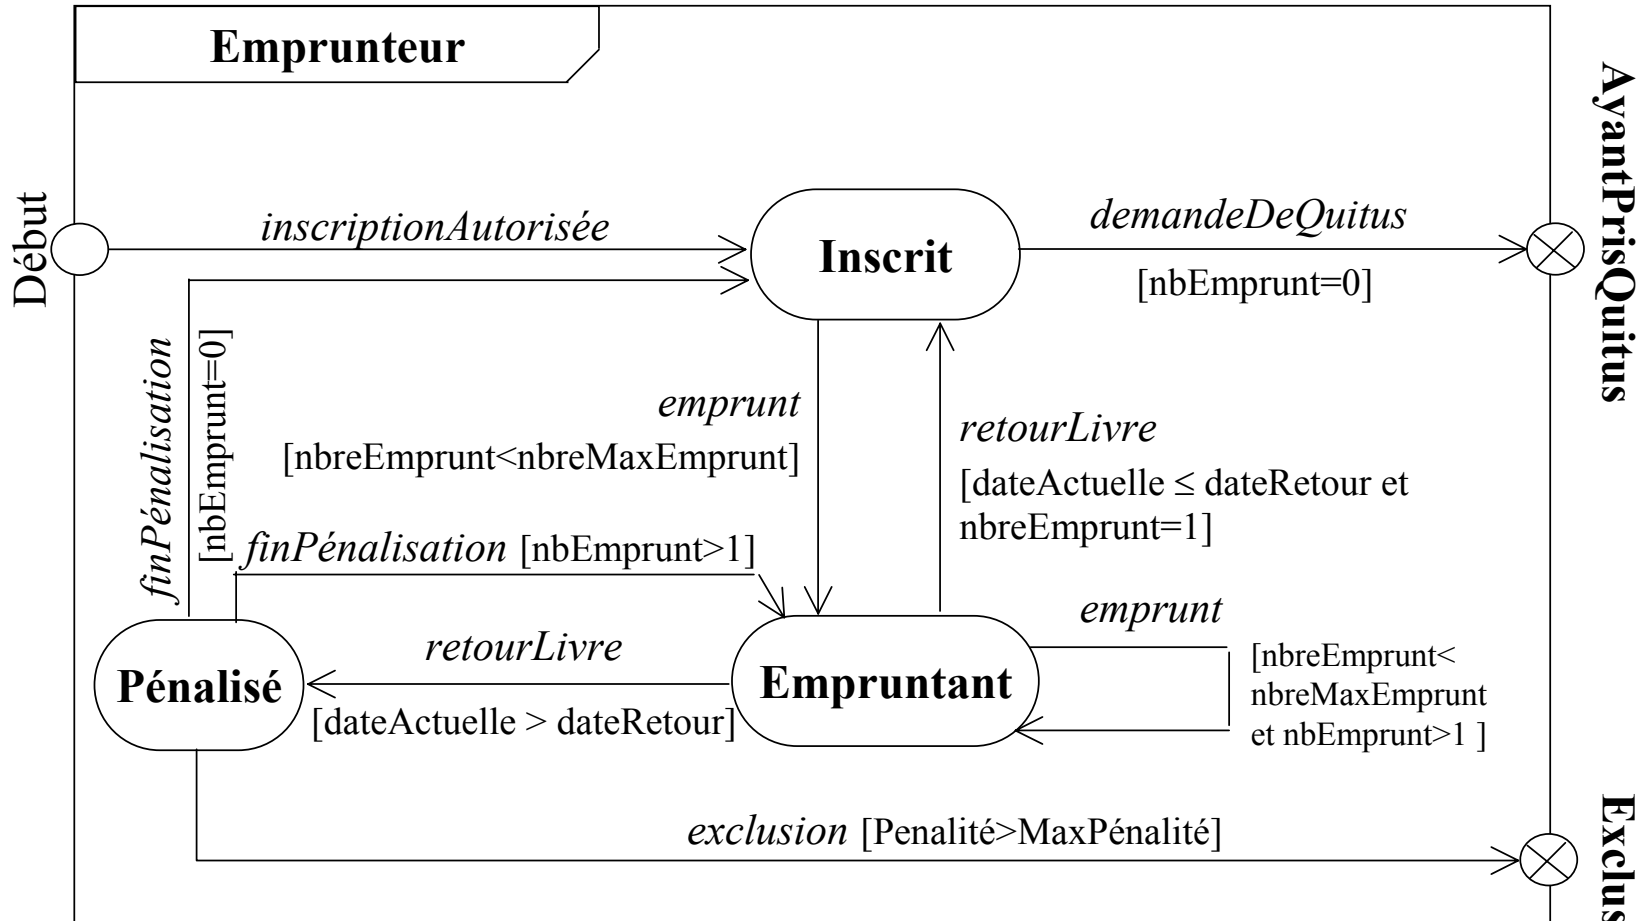 Emprunteur
AyantPrisQuitus
Début
inscriptionAutorisée
Inscrit
demandeDeQuitus
[nbEmprunt=0]
finPénalisation
[nbEmprunt=0]
emprunt
[nbreEmprunt<nbreMaxEmprunt]
retourLivre
[dateActuelle ≤ dateRetour et
nbreEmprunt=1]
finPénalisation [nbEmprunt>1]
emprunt
[nbreEmprunt<
nbreMaxEmprunt
et nbEmprunt>1 ]
Pénalisé
retourLivre
[dateActuelle > dateRetour]
Empruntant
exclusion [Penalité>MaxPénalité]
Exclus